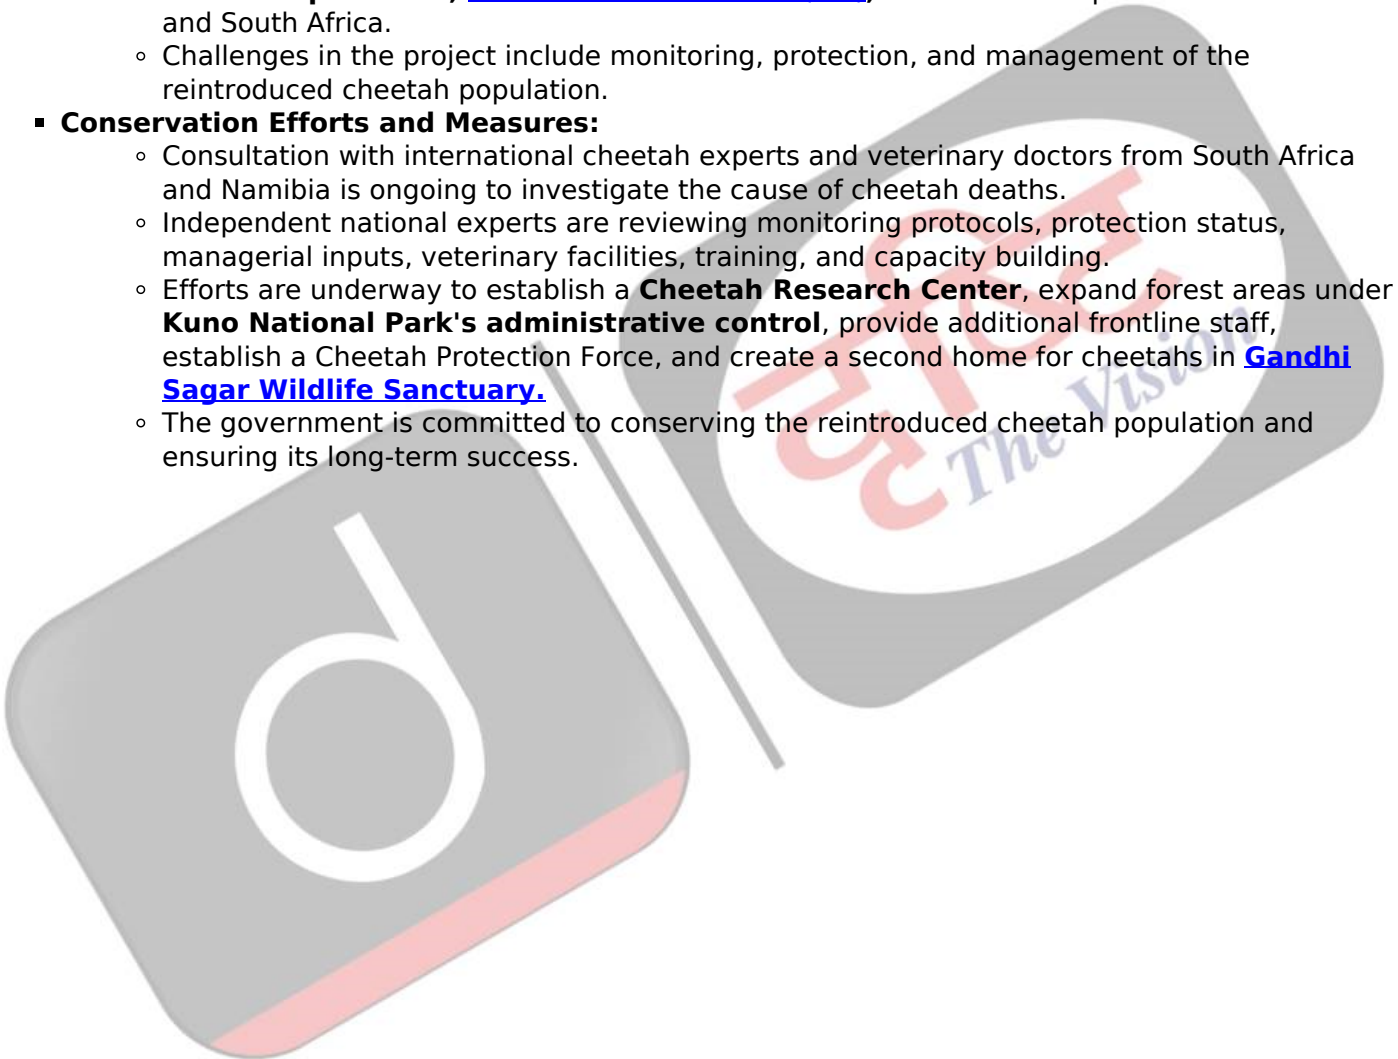 and South Africa.
◦ Challenges in the project include monitoring, protection, and management of the
reintroduced cheetah population.
▪ Conservation Efforts and Measures:
◦ Consultation with international cheetah experts and veterinary doctors from South Africa
and Namibia is ongoing to investigate the cause of cheetah deaths.
◦ Independent national experts are reviewing monitoring protocols, protection status,
managerial inputs, veterinary facilities, training, and capacity building.
◦ Efforts are underway to establish a Cheetah Research Center, expand forest areas under
Kuno National Park's administrative control, provide additional frontline staff,
establish a Cheetah Protection Force, and create a second home for cheetahs in Gandhi
Sagar Wildlife Sanctuary.
◦ The government is committed to conserving the reintroduced cheetah population and
ensuring its long-term success.
दृष्टि
The Vision
d